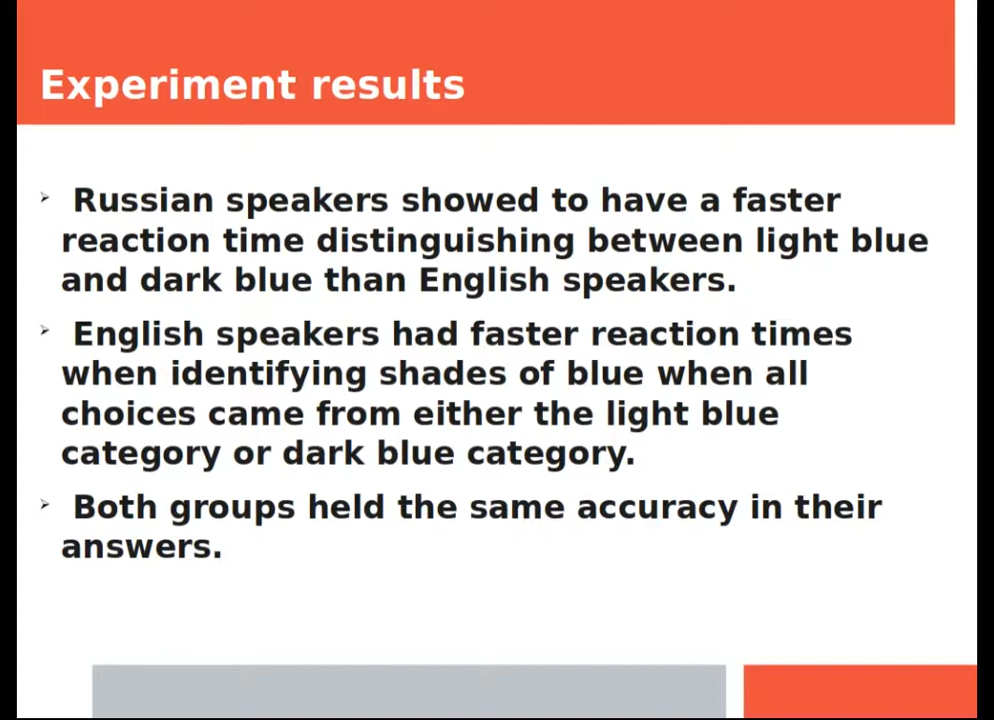 Experiment results
Russian speakers showed to have a faster
reaction time distinguishing between light blue
and dark blue than English speakers.
English speakers had faster reaction times
when identifying shades of blue when all
choices came from either the light blue
category or dark blue category.
Both groups held the same accuracy in their
answers.